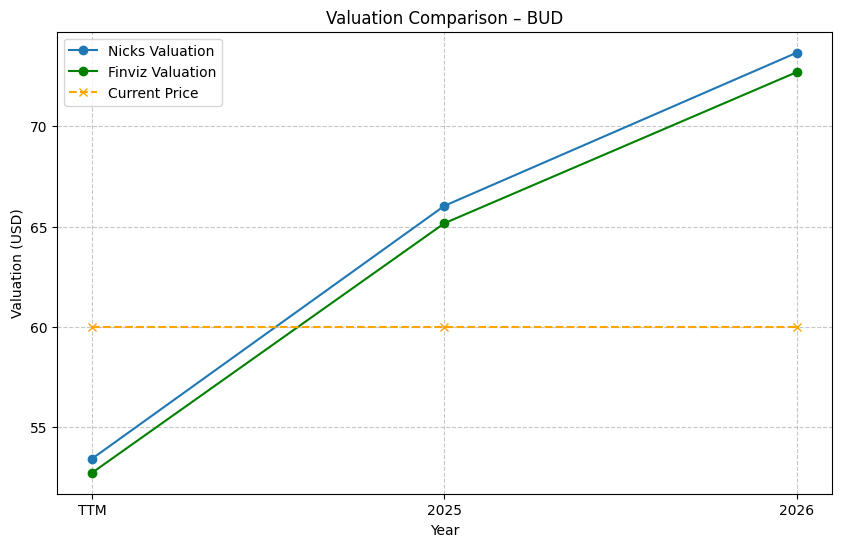 Valuation Comparison – BUD
Nicks Valuation
Finviz Valuation
Current Price
Valuation (USD)
70
65
60
55
TTM
2025
2026
Year